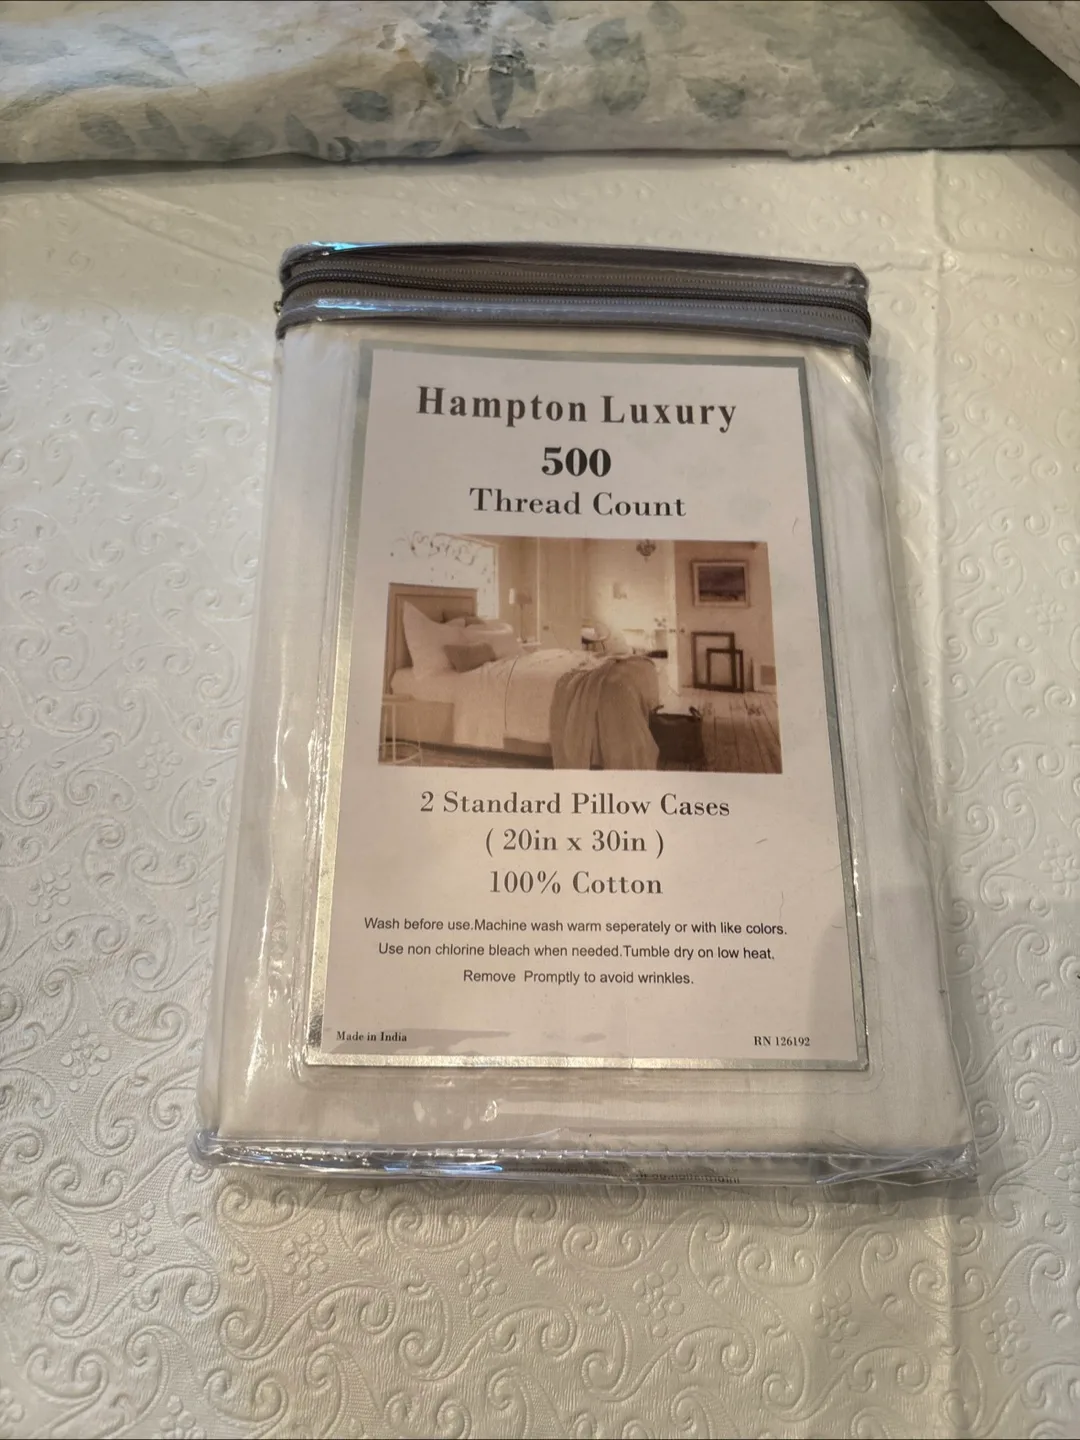 Hampton Luxury
500
Thread Count
2 Standard Pillow Cases
( 20in x 30in )
100% Cotton
Wash before use.Machine wash warm seperately or with like colors.
Use non chlorine bleach when needed.Tumble dry on low heat.
Remove Promptly to avoid wrinkles.
Made in India
RN 126192